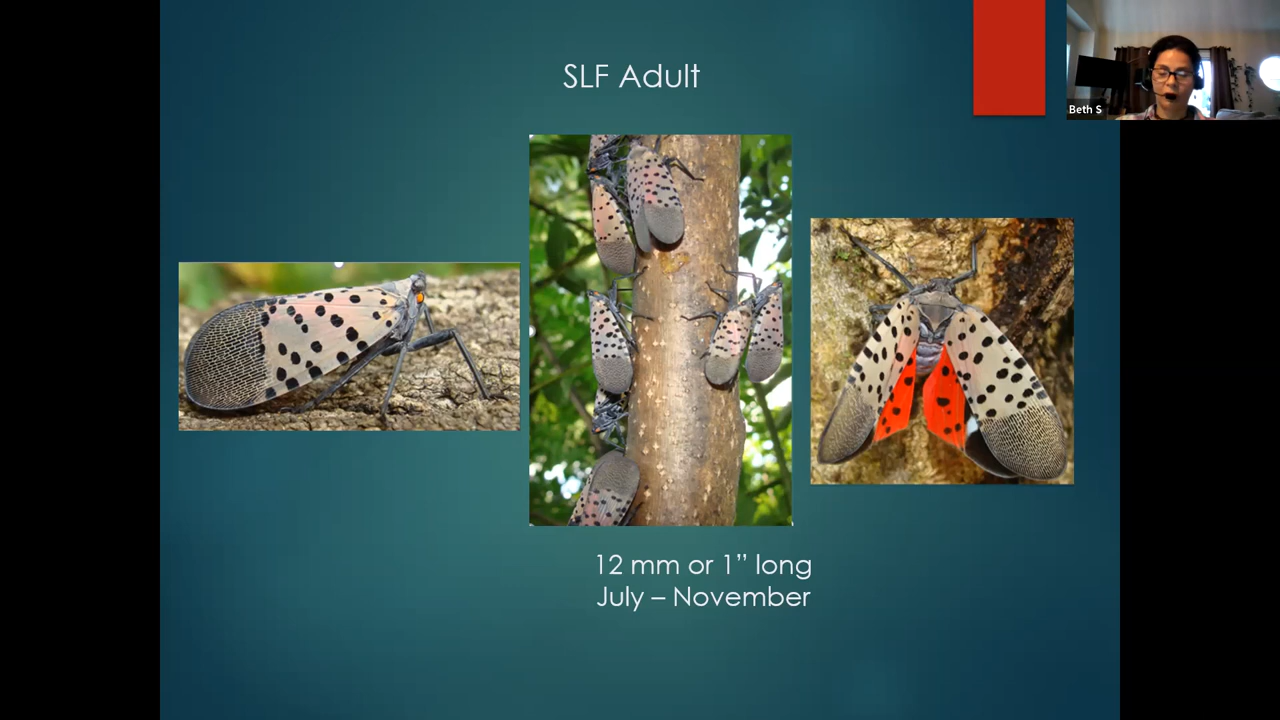 SLF Adult
Beth S
12 mm or 1” long
July – November